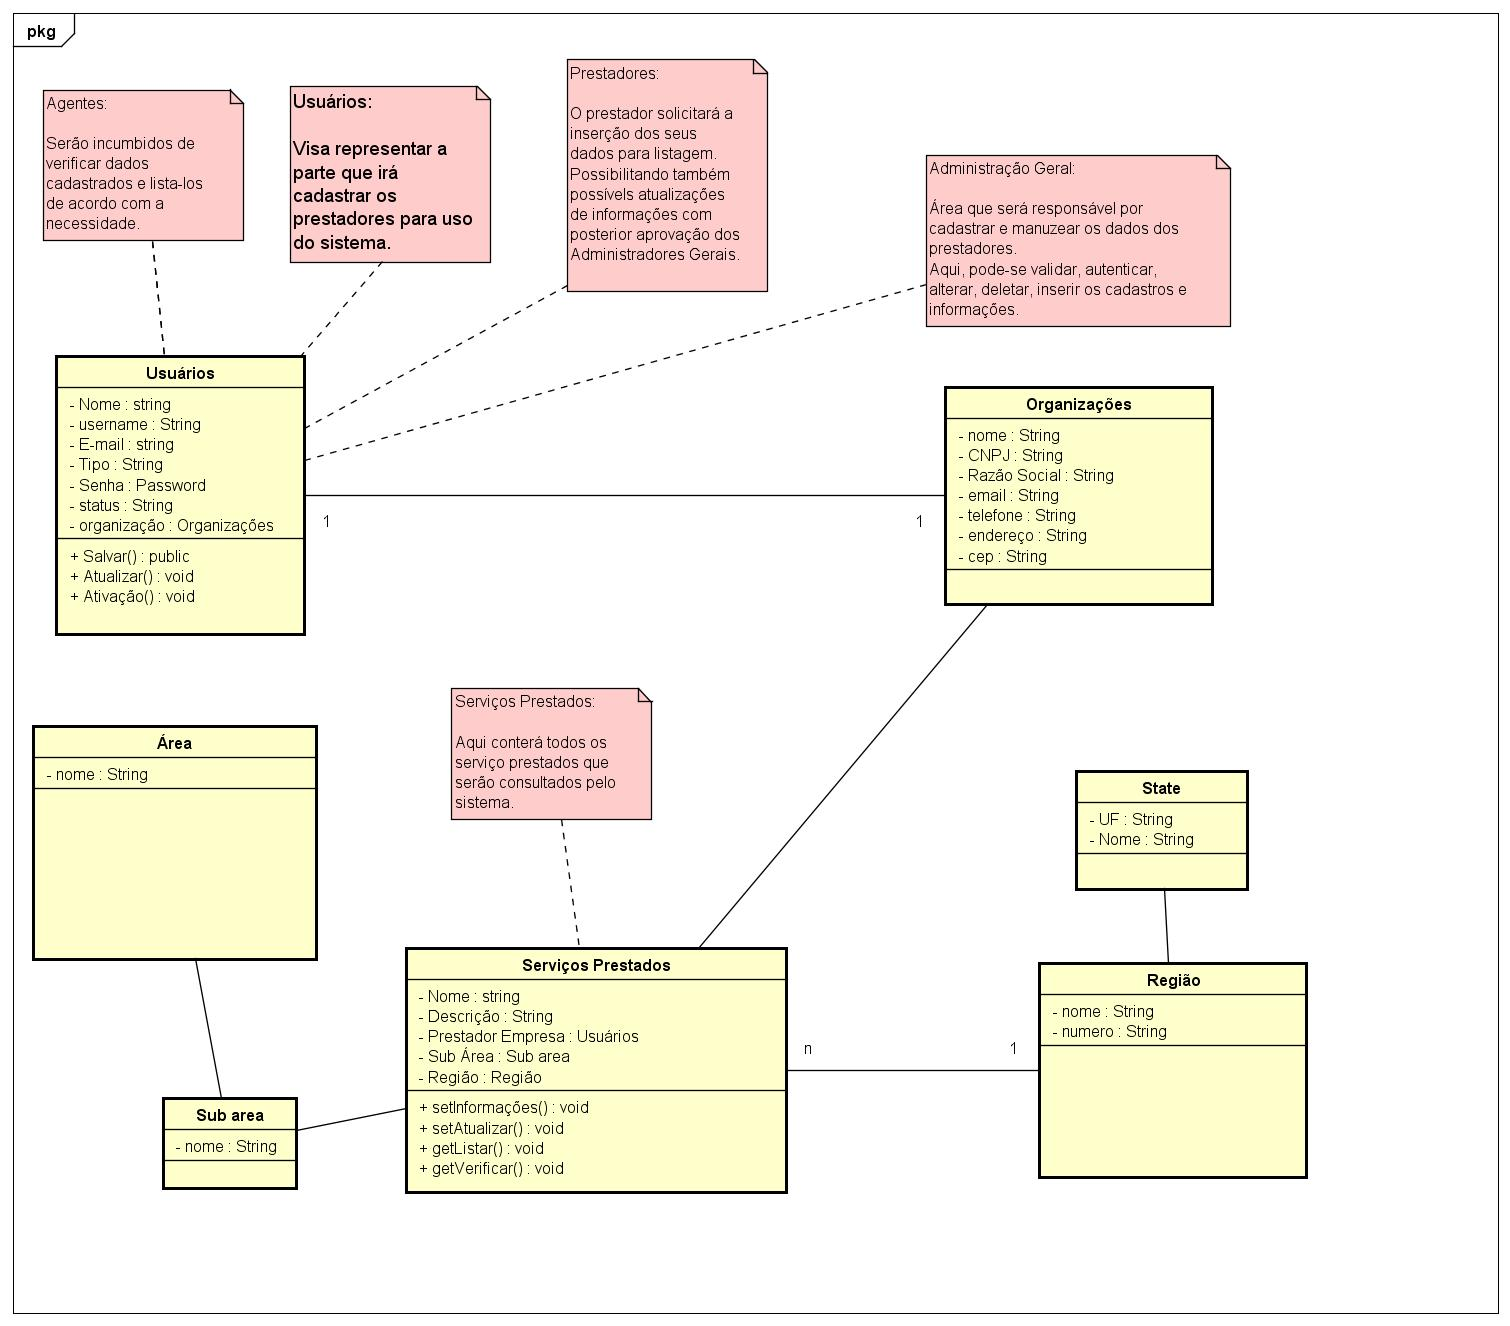 pkg
Agentes:
Serão incumbidos de
verificar dados
cadastrados e lista-los
de acordo com a
necessidade.
Usuários:
Visa representar a
parte que irá
cadastrar os
prestadores para uso
do sistema.
Prestadores:
O prestador solicitará a
inserção dos seus
dados para listagem.
Possibilitando também
possívels atualizações
de informações com
posterior aprovação dos
Administradores Gerais.
Administração Geral:
Área que será responsável por
cadastrar e manuzear os dados dos
prestadores.
Aqui, pode-se validar, autenticar,
alterar, deletar, inserir os cadastros e
informações.
Usuários
- Nome : string
- username : String
- E-mail : string
- Tipo : String
- Senha : Password
- status : String
- organização : Organizações
+ Salvar() : public
+ Atualizar() : void
+ Ativação() : void
1
1
Organizações
- nome : String
- CNPJ : String
- Razão Social : String
- email : String
- telefone : String
- endereço : String
- cep : String
Serviços Prestados:
Aqui conterá todos os
serviço prestados que
serão consultados pelo
sistema.
Área
- nome : String
State
- UF : String
- Nome : String
Serviços Prestados
- Nome : string
- Descrição : String
- Prestador Empresa : Usuários
- Sub Área : Sub area
- Região : Região
+ setInformações() : void
+ setAtualizar() : void
+ getListar() : void
+ getVerificar() : void
n
1
Região
- nome : String
- numero : String
Sub area
- nome : String